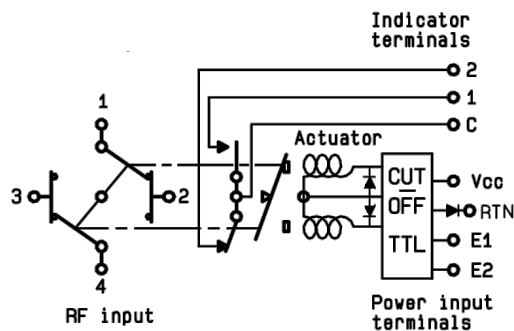 Indicator
terminals
2
1
C
1
Actuator
3
2
CUT
OFF
TTL
Vcc
RTN
E1
E2
4
RF input
Power input
terminals